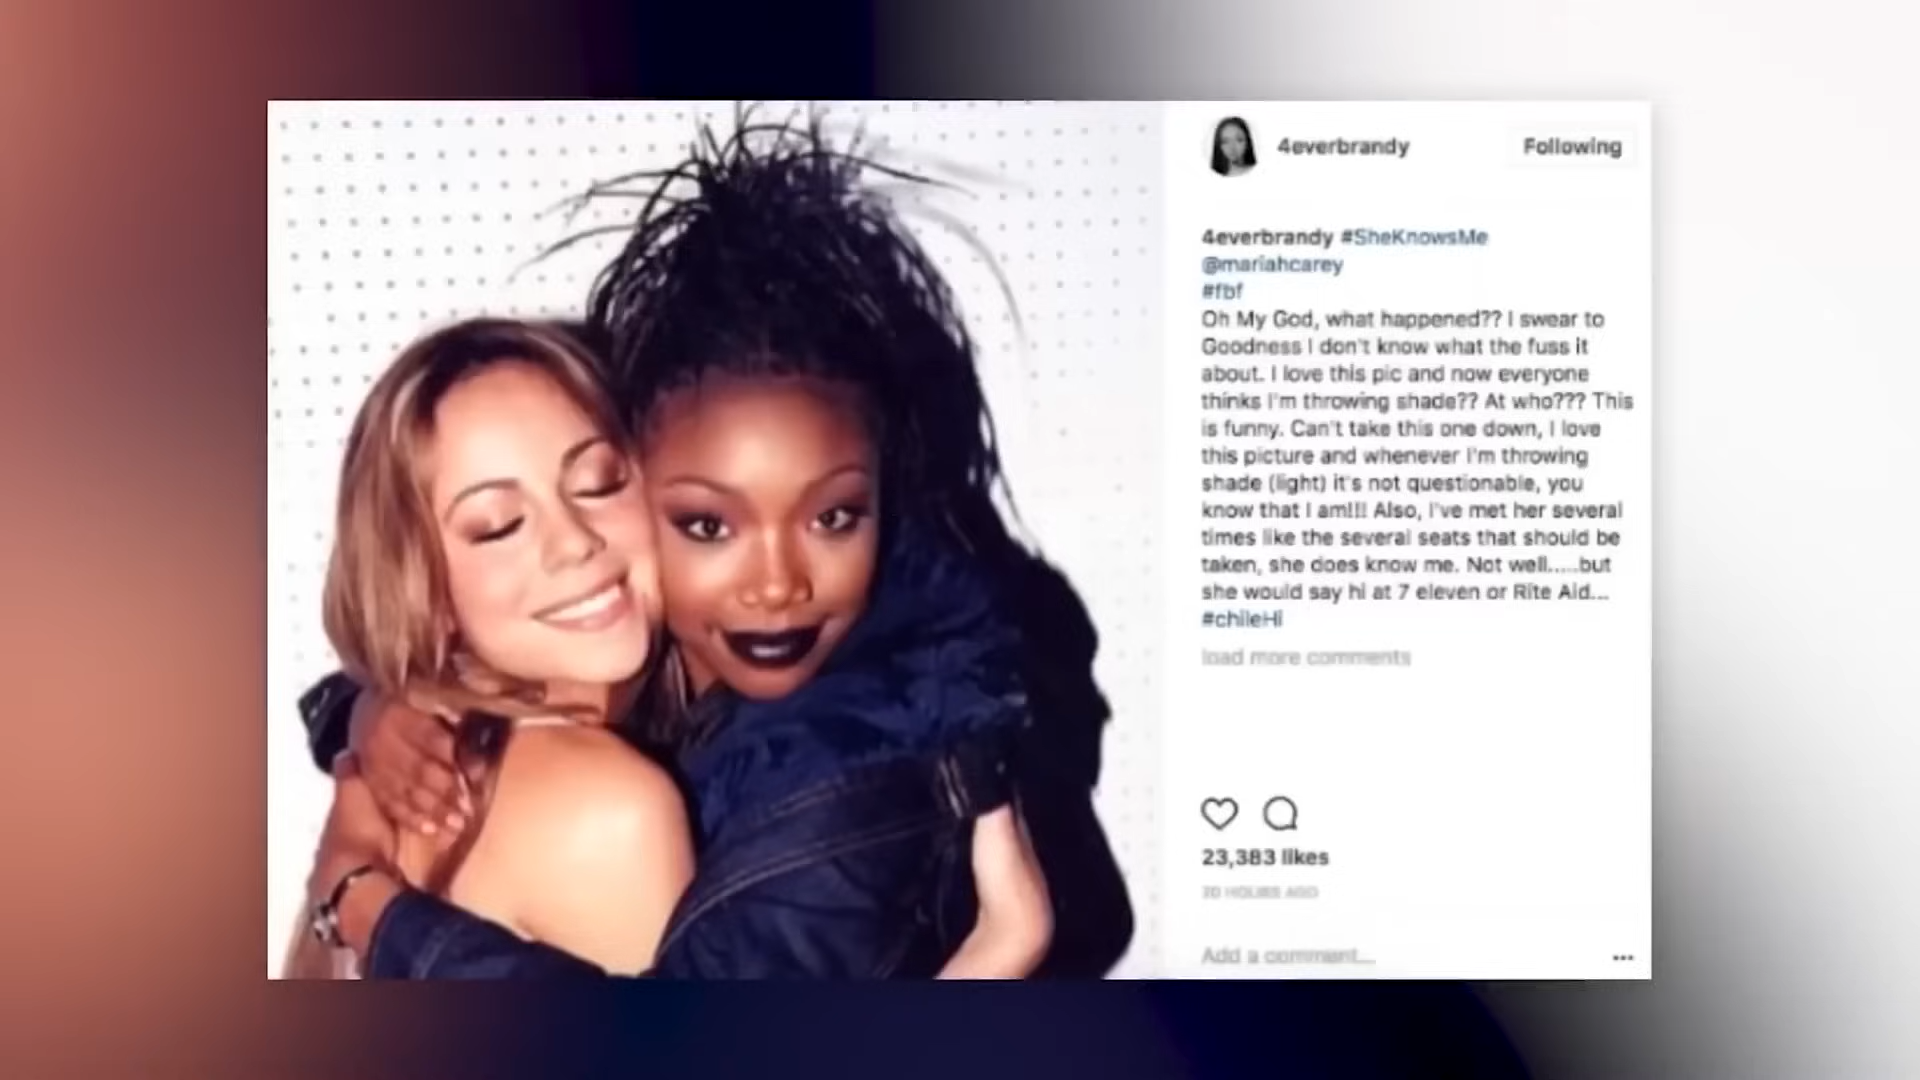 4everbrandy
Following
4everbrandy #SheKnowsMe
@mariahcarey
#fbf
Oh My God, what happened?? I swear to
Goodness I don't know what the fuss it
about. I love this pic and now everyone
thinks I'm throwing shade?? At who??? This
is funny. Can't take this one down, I love
this picture and whenever I'm throwing
shade (light) it's not questionable, you
know that I am!!! Also, I've met her several
times like the several seats that should be
taken, she does know me. Not well.....but
she would say hi at 7 eleven or Rite Aid...
#chileHi
load more comments
23,383 likes
20 HOURS AGO
Add a comment...